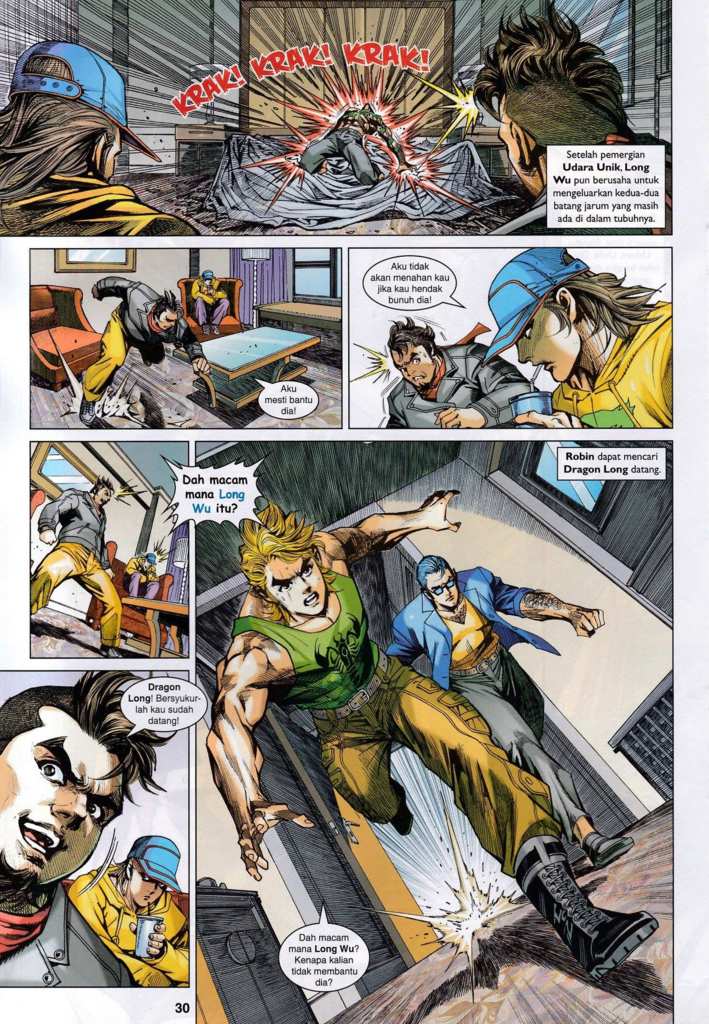 KRAK! KRAK! KRAK!
Setelah pemergian
Udara Unik, Long
Wu pun berusaha untuk
mengeluarkan kedua-dua
batang jarum yang masih
ada di dalam tubuhnya.
Aku
mesti bantu
dia!
Aku tidak
akan menahan kau
jika kau hendak
bunuh dia!
Dah macam
mana Long
Wu itu?
Robin dapat mencari
Dragon Long datang.
Dragon
Long! Bersyukur-
lah kau sudah
datang!
Dah macam
mana Long Wu?
Kenapa kalian
tidak membantu
dia?
30